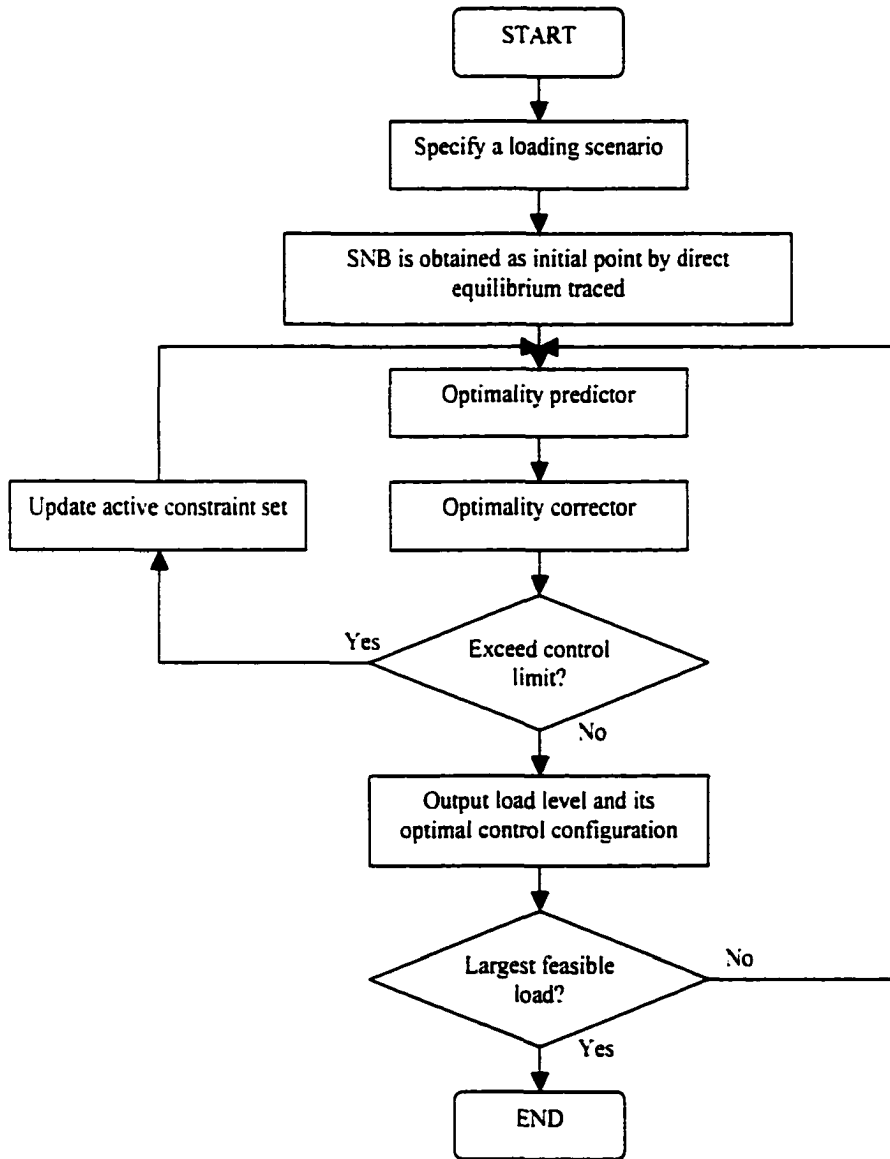 START
Specify a loading scenario
SNB is obtained as initial point by direct
equilibrium traced
Optimality predictor
Update active constraint set
Optimality corrector
Yes
Exceed control
limit?
No
Output load level and its
optimal control configuration
Largest feasible
load?
No
Yes
END